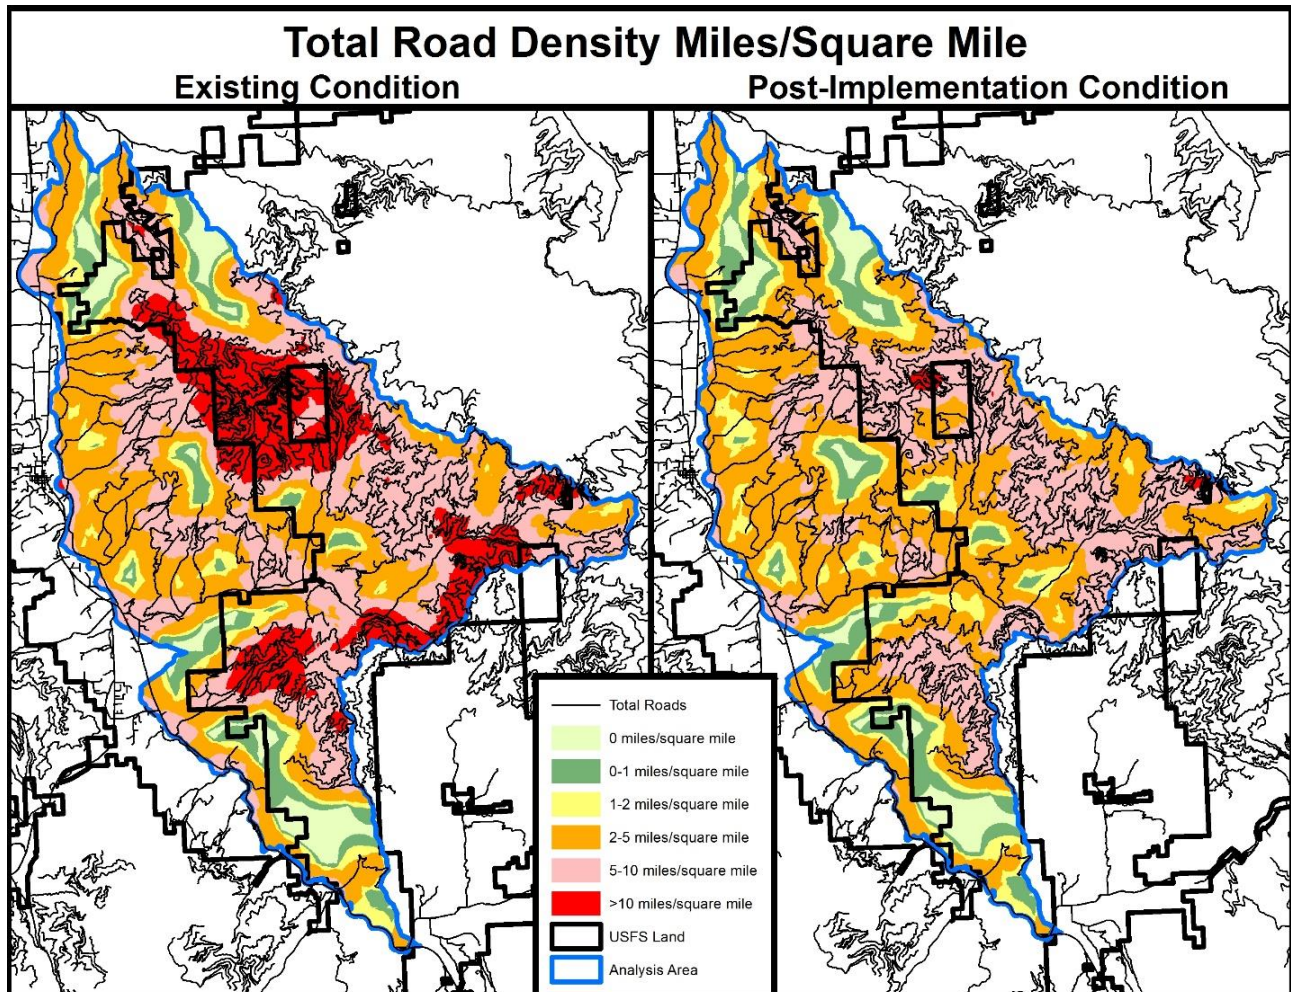 Total Road Density Miles/Square Mile
Existing Condition
Post-Implementation Condition
Total Roads
0 miles/square mile
0-1 miles/square mile
1-2 miles/square mile
2-5 miles/square mile
5-10 miles/square mile
>10 miles/square mile
USFS Land
Analysis Area